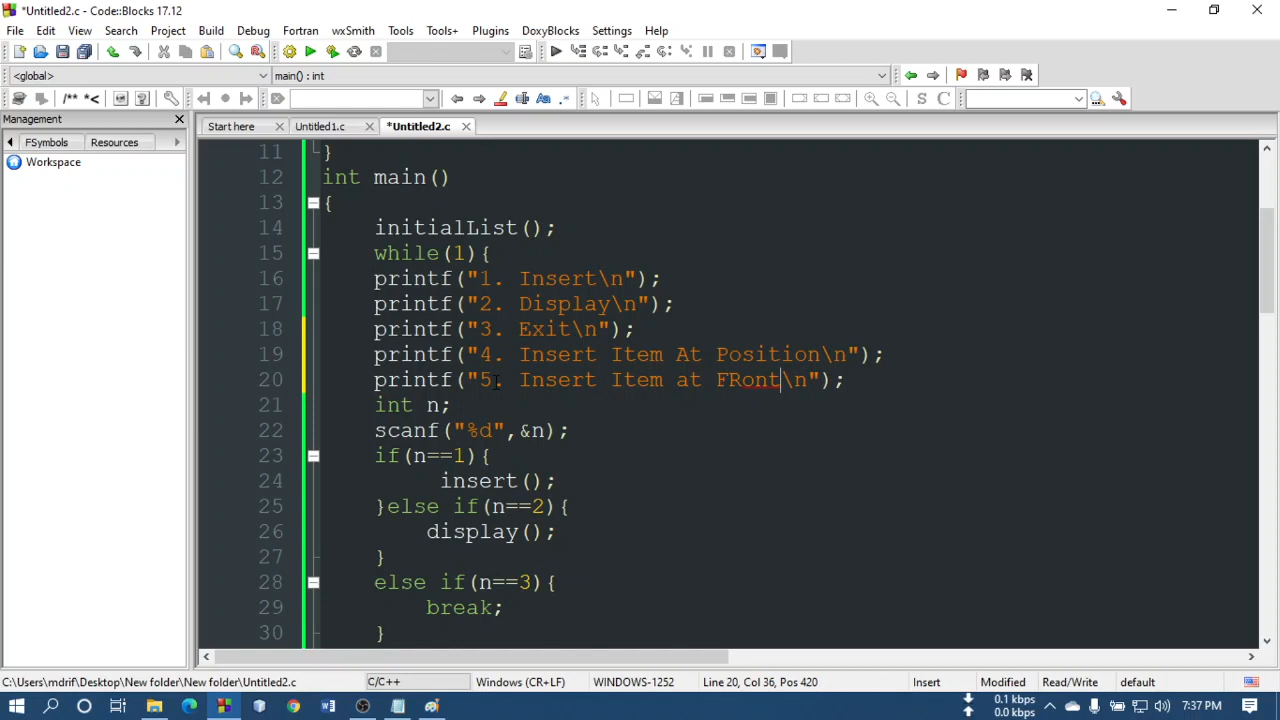 *Untitled2.c - Code::Blocks 17.12
File Edit View Search Project Build Debug Fortran wxSmith Tools Tools+ Plugins DoxyBlocks Settings Help
<global> main() : int
/** *< .* S C
Management Start here Untitled1.c *Untitled2.c
FSymbols Resources
Workspace
11 }
12 int main()
13 {
14 initialList();
15 while(1){
16 printf("1. Insert\n");
17 printf("2. Display\n");
18 printf("3. Exit\n");
19 printf("4. Insert Item At Position\n");
20 printf("5. Insert Item at FRont\n");
21 int n;
22 scanf("%d",&n);
23 if(n==1){
24 insert();
25 }else if(n==2){
26 display();
27 }
28 else if(n==3){
29 break;
30 }
C:\Users\mdrif\Desktop\New folder\New folder\Untitled2.c C/C++ Windows (CR+LF) WINDOWS-1252 Line 20, Col 36, Pos 420 Insert Modified Read/Write default
0.1 kb/s
0.0 kb/s
7:37 PM